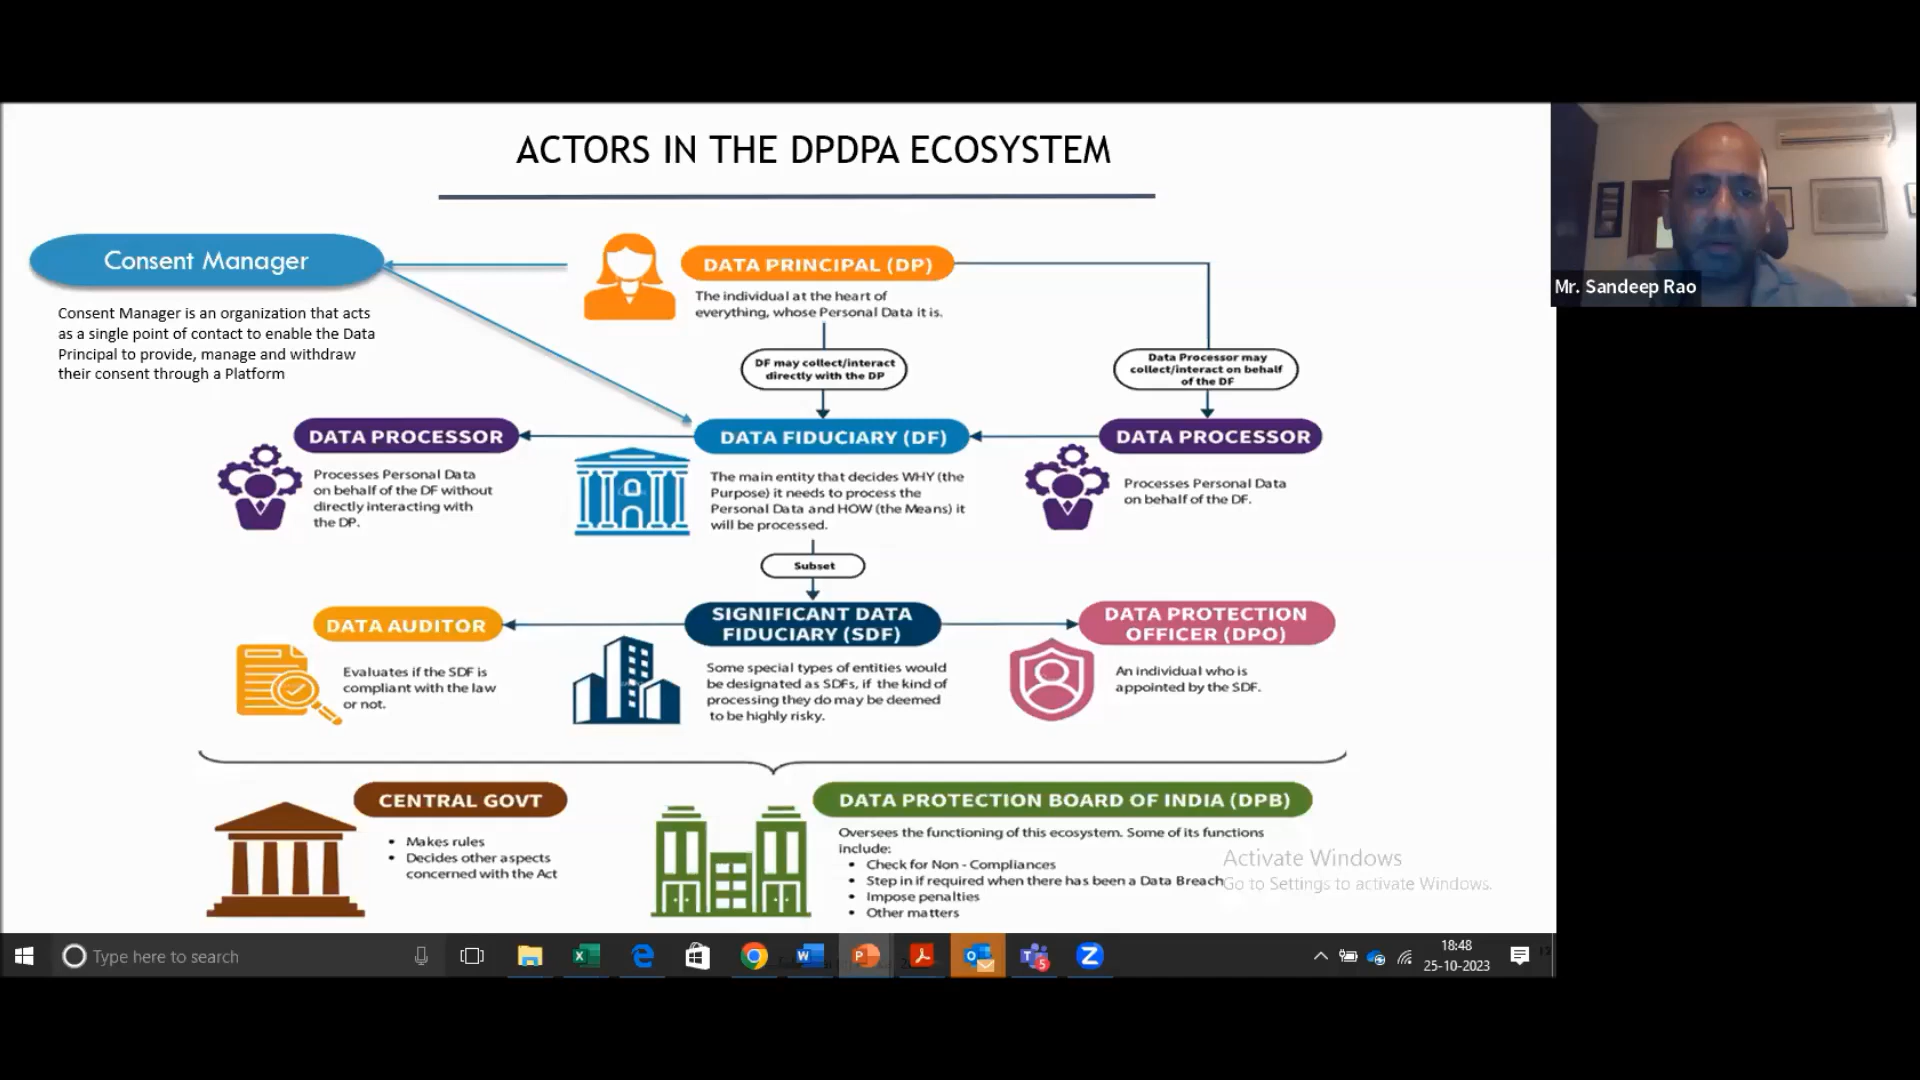 ACTORS IN THE DPDPA ECOSYSTEM
Mr. Sandeep Rao
Consent Manager
Consent Manager is an organization that acts
as a single point of contact to enable the Data
Principal to provide, manage and withdraw
their consent through a Platform
DATA PRINCIPAL (DP)
The individual at the heart of
everything, whose Personal Data it is.
DF may collect/interact
directly with the DP
Data Processor may
collect/interact on behalf
of the DF
DATA PROCESSOR
Processes Personal Data
on behalf of the DF without
directly interacting with
the DP.
DATA FIDUCIARY (DF)
The main entity that decides WHY (the
Purpose) it needs to process the
Personal Data and HOW (the Means) it
will be processed.
DATA PROCESSOR
Processes Personal Data
on behalf of the DF.
Subset
DATA AUDITOR
Evaluates if the SDF is
compliant with the law
or not.
SIGNIFICANT DATA
FIDUCIARY (SDF)
Some special types of entities would
be designated as SDFs, if the kind of
processing they do may be deemed
to be highly risky.
DATA PROTECTION
OFFICER (DPO)
An individual who is
appointed by the SDF.
CENTRAL GOVT
• Makes rules
• Decides other aspects
concerned with the Act
DATA PROTECTION BOARD OF INDIA (DPB)
Oversees the functioning of this ecosystem. Some of its functions
include:
• Check for Non - Compliances
• Step in if required when there has been a Data Breach
• Impose penalties
• Other matters
Activate Windows
Go to Settings to activate Windows.
Type here to search
18:48
25-10-2023